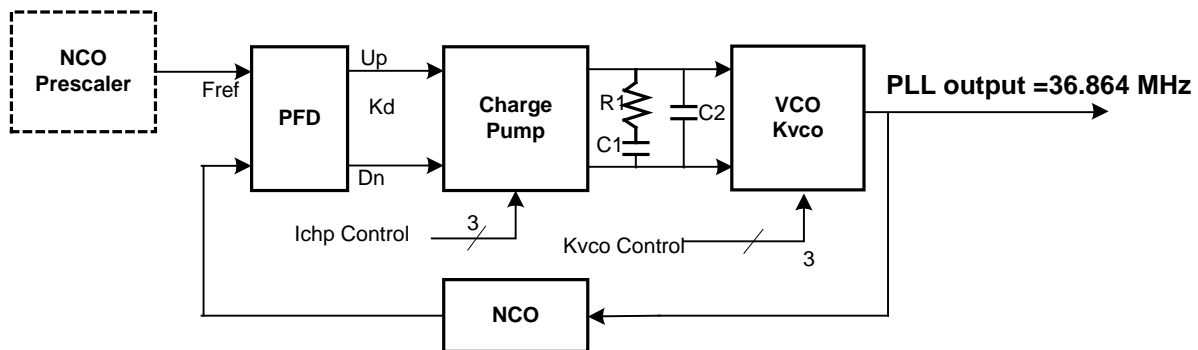 NCO
Prescaler
Fref
PFD
Up
Kd
Dn
Charge
Pump
R1
C1
C2
VCO
Kvco
PLL output =36.864 MHz
Ichp Control
3
Kvco Control
3
NCO